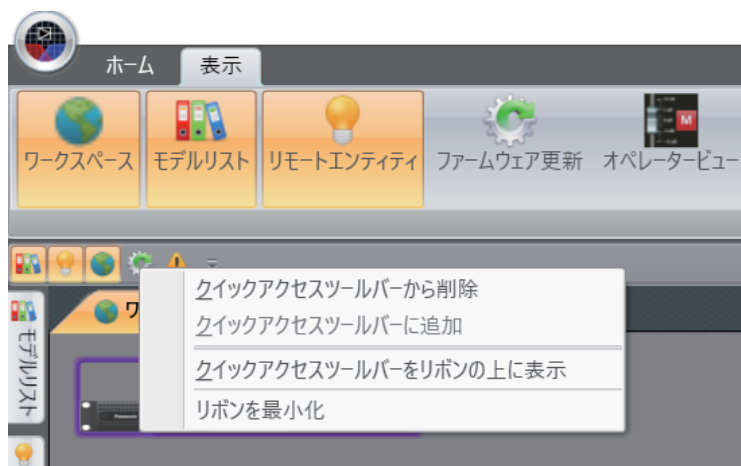 ホーム 表示
ワークスペース モデルリスト リモートエンティティ ファームウェア更新 オペレータービュー
クイックアクセスツールバーから削除
クイックアクセスツールバーに追加
クイックアクセスツールバーをリボンの上に表示
リボンを最小化
ワ
モデルリスト
Panasonic
M